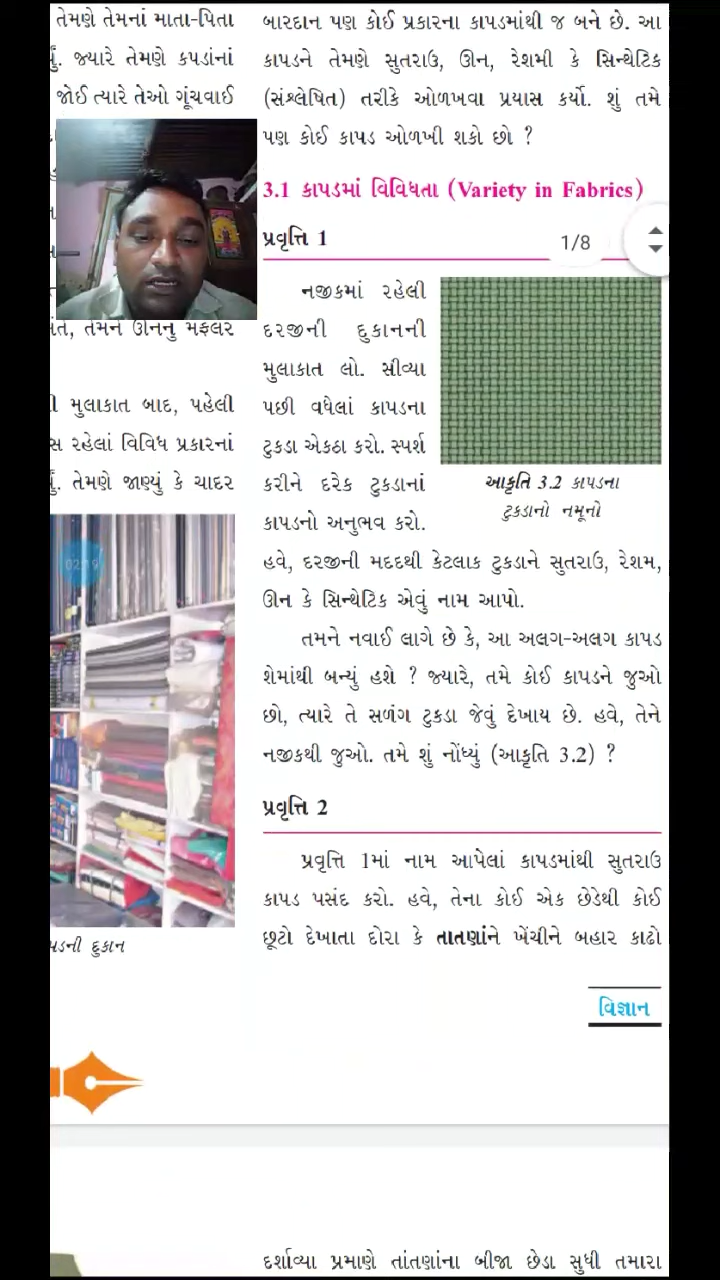 તેમણે તેમનાં માતા-પિતા
જ્યારે તેમણે કપડાંનાં
જોઈ ત્યારે તેઓ ગૂંચવાઈ
તેમને ઊનનું મફલર
મુલાકાત બાદ, પહેલી
રહેલાં વિવિધ પ્રકારનાં
તેમણે જાણ્યું કે ચાદર
02:19
દુકાન
બારદાન પણ કોઈ પ્રકારના કાપડમાંથી જ બને છે. આ
કાપડને તેમણે સુતરાઉ, ઊન, રેશમી કે સિન્થેટિક
(સંશ્લેષિત) તરીકે ઓળખવા પ્રયાસ કર્યો. શું તમે
પણ કોઈ કાપડ ઓળખી શકો છો ?
3.1 કાપડમાં વિવિધતા (Variety in Fabrics)
પ્રવૃત્તિ 1
1/8
નજીકમાં રહેલી
દરજીની દુકાનની
મુલાકાત લો. સીવ્યા
પછી વધેલાં કાપડના
ટુકડા એકઠા કરો. સ્પર્શ
કરીને દરેક ટુકડાનાં
કાપડનો અનુભવ કરો.
આકૃતિ 3.2 કાપડના
ટુકડાનો નમૂનો
હવે, દરજીની મદદથી કેટલાક ટુકડાને સુતરાઉ, રેશમ,
ઊન કે સિન્થેટિક એવું નામ આપો.
તમને નવાઈ લાગે છે કે, આ અલગ-અલગ કાપડ
શેમાંથી બન્યું હશે ? જ્યારે, તમે કોઈ કાપડને જુઓ
છો, ત્યારે તે સળંગ ટુકડા જેવું દેખાય છે. હવે, તેને
નજીકથી જુઓ. તમે શું નોંધ્યું (આકૃતિ 3.2) ?
પ્રવૃત્તિ 2
પ્રવૃત્તિ 1માં નામ આપેલાં કાપડમાંથી સુતરાઉ
કાપડ પસંદ કરો. હવે, તેના કોઈ એક છેડેથી કોઈ
છૂટો દેખાતા દોરા કે તાતણાંને ખેંચીને બહાર કાઢો
વિજ્ઞાન
દર્શાવ્યા પ્રમાણે તાંતણાંના બીજા છેડા સુધી તમારા